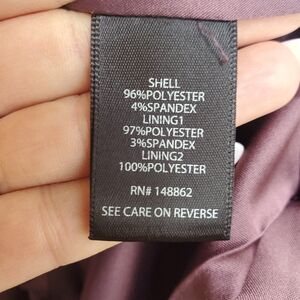 SHELL
96%POLYESTER
4%SPANDEX
LINING1
97%POLYESTER
3%SPANDEX
LINING2
100%POLYESTER
RN# 148862
SEE CARE ON REVERSE